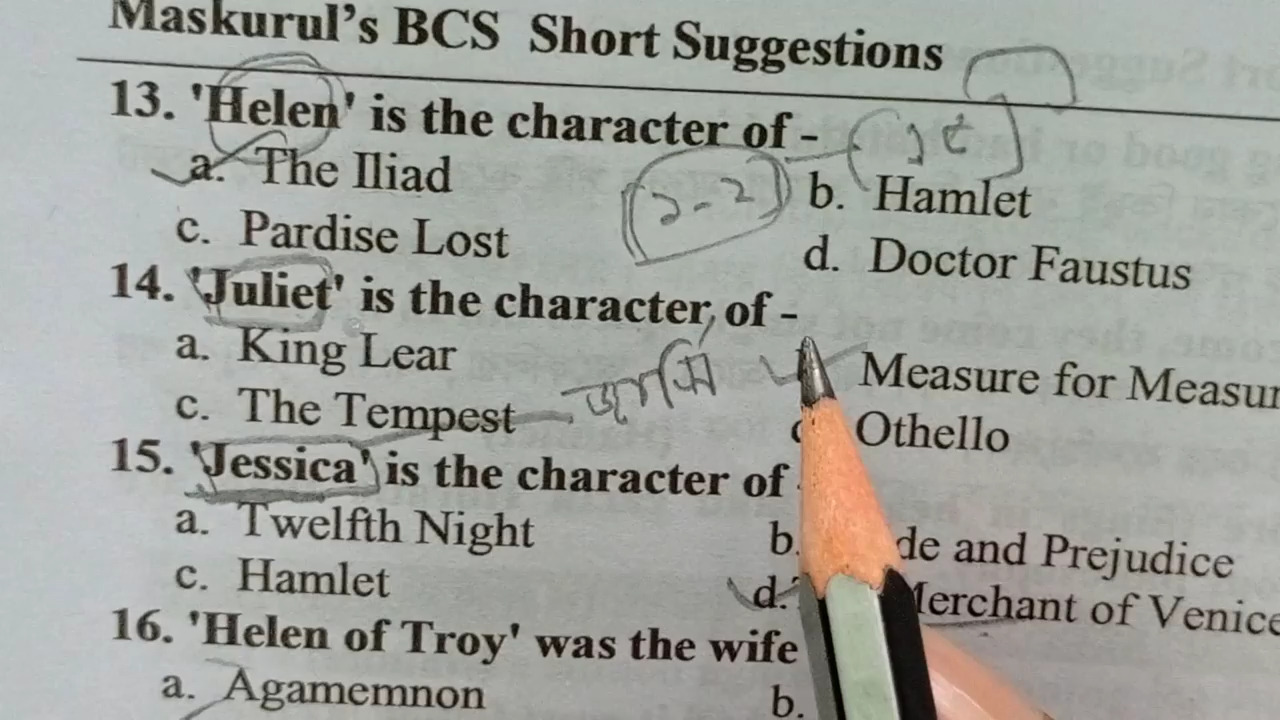 Maskurul's BCS Short Suggestions
13. 'Helen' is the character of -
a. The Iliad
b. Hamlet
c. Pardise Lost
d. Doctor Faustus
14. 'Juliet' is the character, of -
a. King Lear
Measure for Measur
c. The Tempest
Othello
15. 'Jessica' is the character of
a. Twelfth Night
b. de and Prejudice
c. Hamlet
d. Merchant of Venice
16. 'Helen of Troy' was the wife
a. Agamemnon
b.